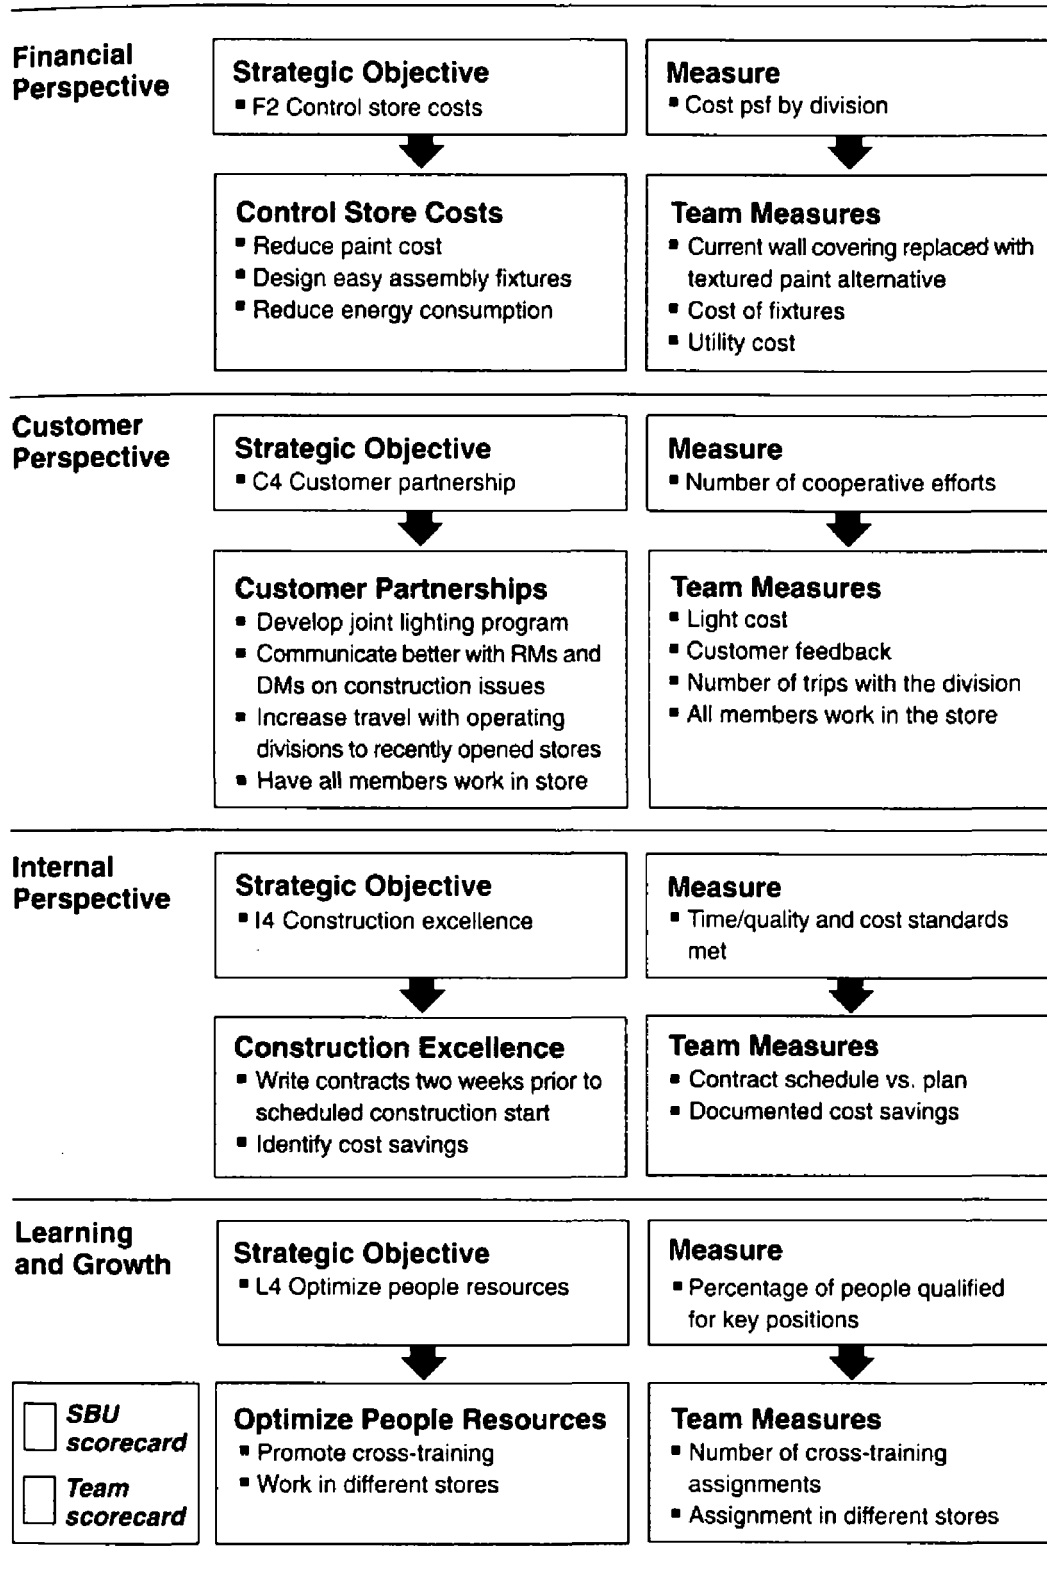 Financial
Perspective
Strategic Objective
▪ F2 Control store costs
Measure
▪ Cost psf by division
Control Store Costs
▪ Reduce paint cost
▪ Design easy assembly fixtures
▪ Reduce energy consumption
Team Measures
▪ Current wall covering replaced with
textured paint alternative
▪ Cost of fixtures
▪ Utility cost
Customer
Perspective
Strategic Objective
▪ C4 Customer partnership
Measure
▪ Number of cooperative efforts
Customer Partnerships
▪ Develop joint lighting program
▪ Communicate better with RMs and
DMs on construction issues
▪ Increase travel with operating
divisions to recently opened stores
▪ Have all members work in store
Team Measures
▪ Light cost
▪ Customer feedback
▪ Number of trips with the division
▪ All members work in the store
Internal
Perspective
Strategic Objective
▪ I4 Construction excellence
Measure
▪ Time/quality and cost standards
met
Construction Excellence
▪ Write contracts two weeks prior to
scheduled construction start
▪ Identify cost savings
Team Measures
▪ Contract schedule vs. plan
▪ Documented cost savings
Learning
and Growth
Strategic Objective
▪ L4 Optimize people resources
Measure
▪ Percentage of people qualified
for key positions
Optimize People Resources
▪ Promote cross-training
▪ Work in different stores
Team Measures
▪ Number of cross-training
assignments
▪ Assignment in different stores
SBU
scorecard
Team
scorecard